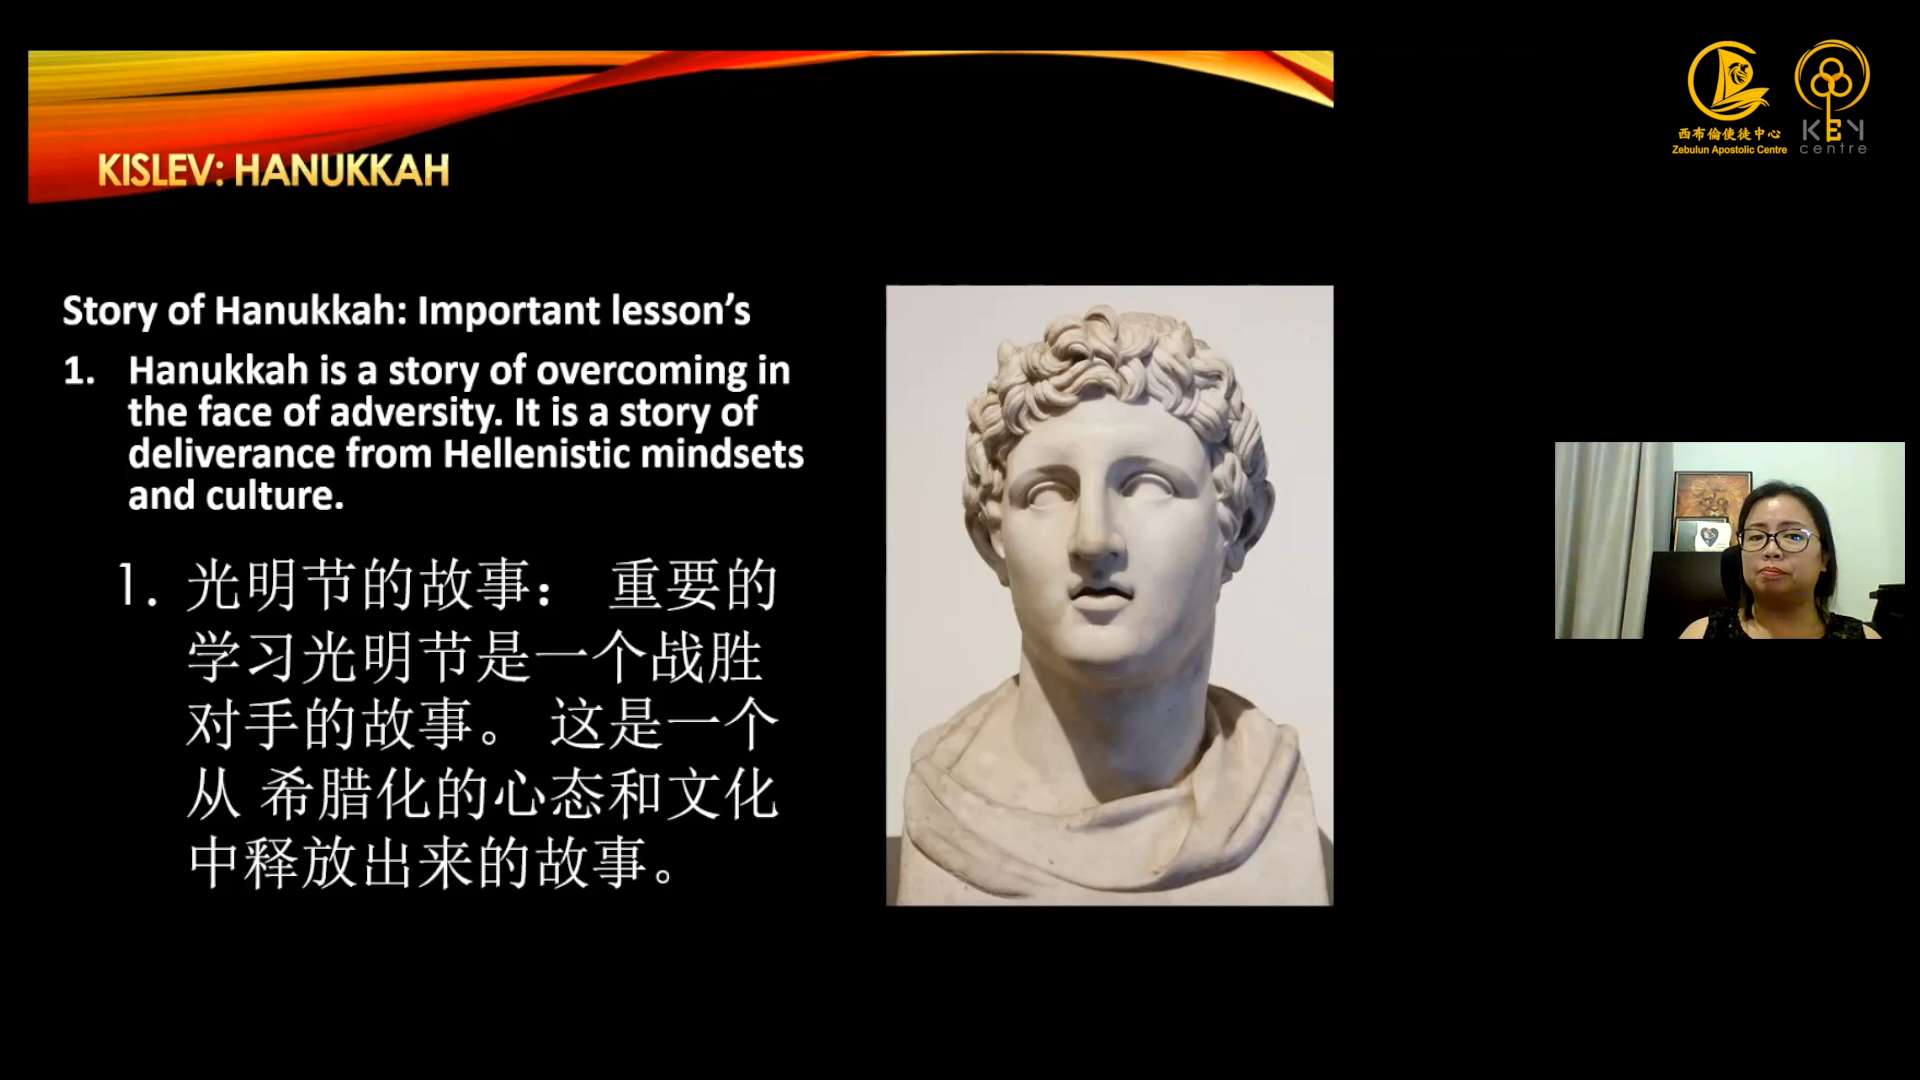 KISLEV: HANUKKAH
Story of Hanukkah: Important lesson’s
1. Hanukkah is a story of overcoming in
the face of adversity. It is a story of
deliverance from Hellenistic mindsets
and culture.
1. 光明节的故事： 重要的
学习光明节是一个战胜
对手的故事。 这是一个
从 希腊化的心态和文化
中释放出来的故事。
西布倫使徒中心
Zebulun Apostolic Centre
KEY
centre